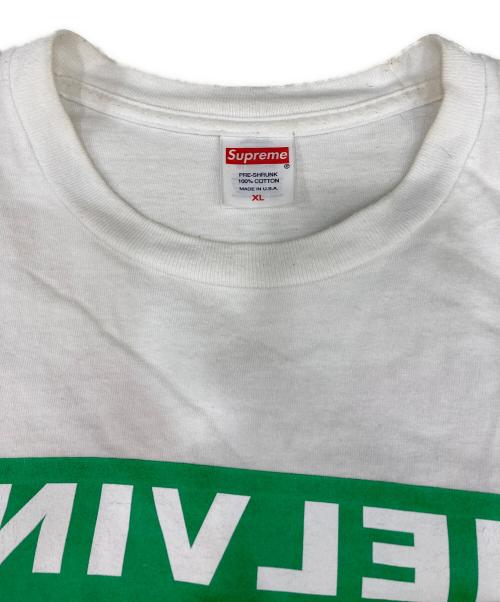 Supreme
PRE-SHRUNK
100% COTTON
MADE IN U.S.A.
XL
ELVIN